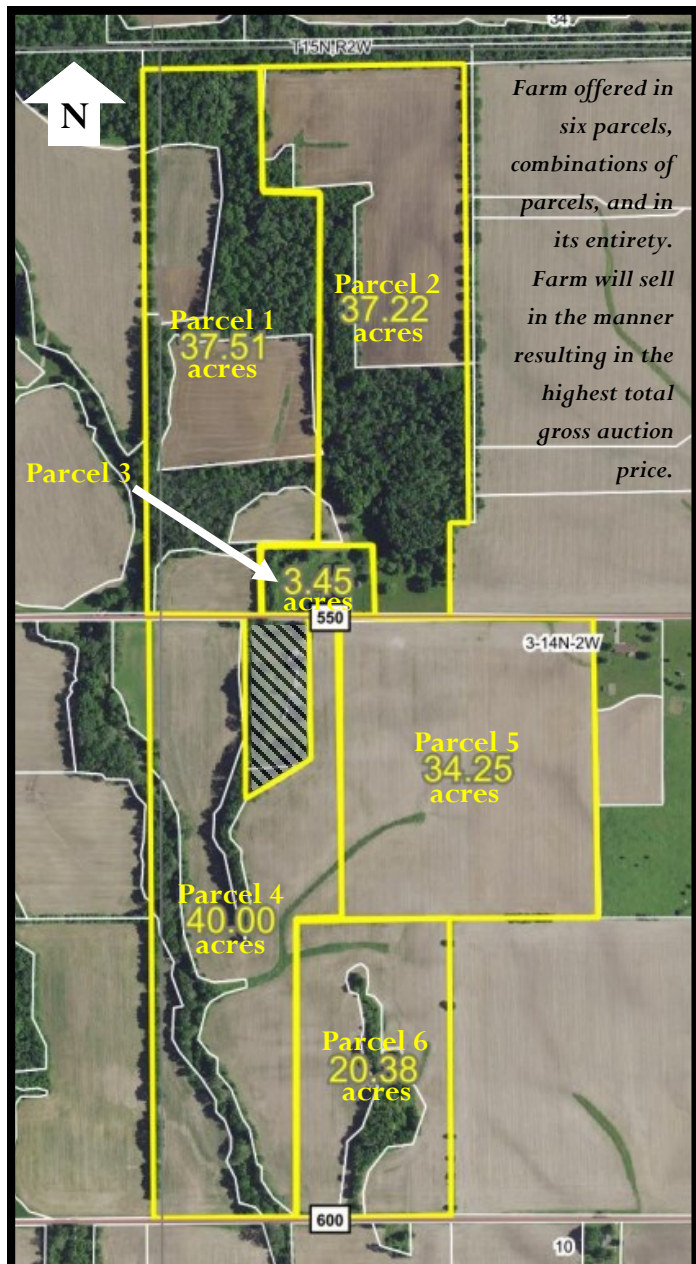 341
T15N,R2W
N
Farm offered in
six parcels,
combinations of
parcels, and in
its entirety.
Farm will sell
in the manner
resulting in the
highest total
gross auction
price.
Parcel 2
37.22
acres
Parcel 1
37.51
acres
Parcel 3
3.45
acres
550
3-14N-2W
Parcel 5
34.25
acres
Parcel 4
40.00
acres
Parcel 6
20.38
acres
600
10